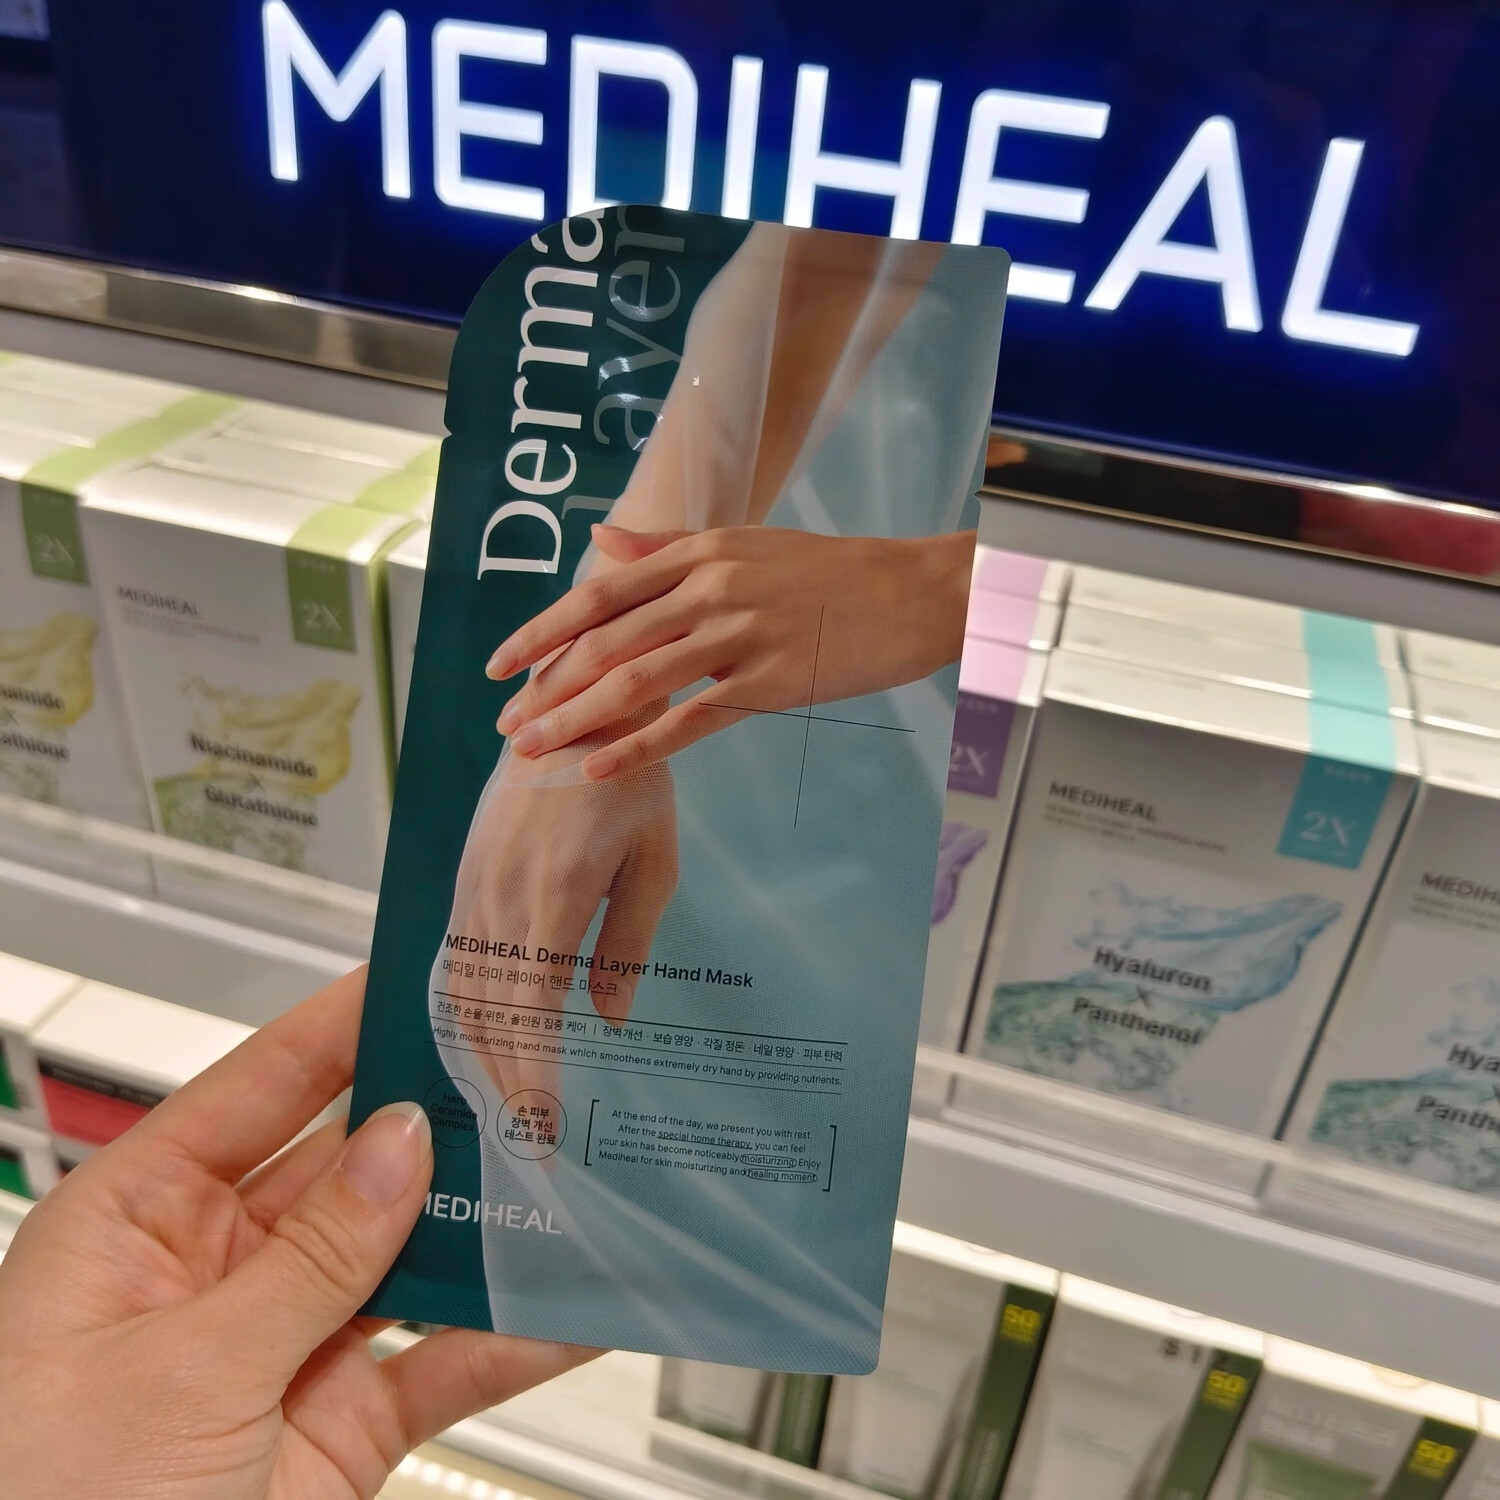 MEDIHEAL
Derma
Layer
MEDIHEAL Derma Layer Hand Mask
메디힐 더마 레이어 핸드 마스크
건조한 손을 위한, 올인원 집중 케어 | 장벽개선 · 보습영양 · 각질 정돈 · 네일 영양 · 피부 탄력
Highly moisturizing hand mask which smoothens extremely dry hand by providing nutrients.
Herb
Ceramide
Complex
손 피부
장벽 개선
테스트 완료
At the end of the day, we present you with rest.
After the special home therapy, you can feel
your skin has become noticeably moisturizing Enjoy
Mediheal for skin moisturizing and healing moment
MEDIHEAL
2X
2X
MEDIHEAL
Niacinamide
X
Glutathione
2X
MEDIHEAL
2X
Hyaluron
X
Panthenol
50
50
50